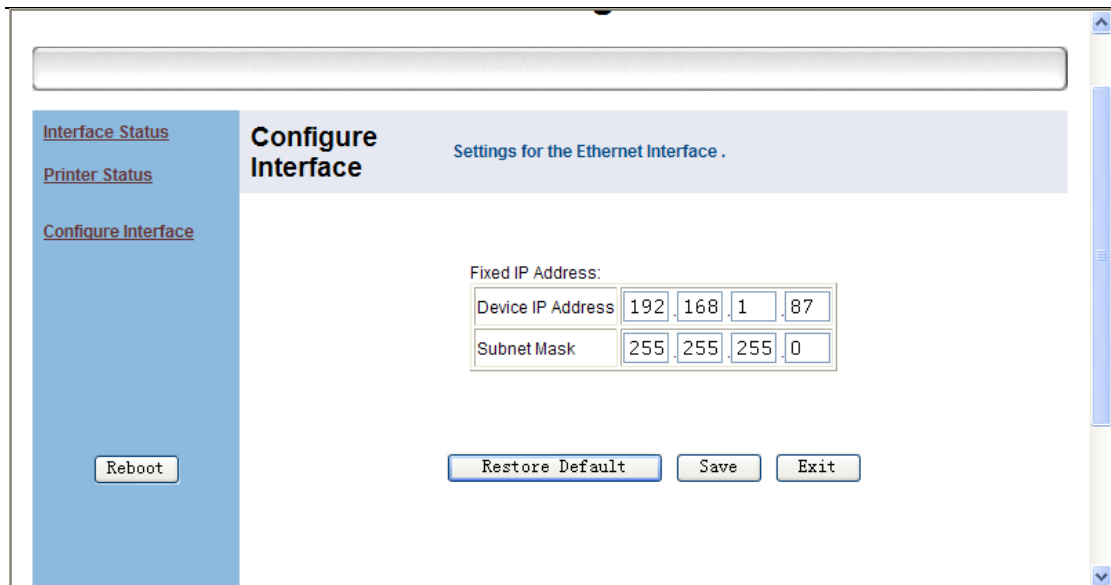 Interface Status
Printer Status
Configure Interface
Reboot
Configure
Interface
Settings for the Ethernet Interface .
Fixed IP Address:
Device IP Address 192 . 168 . 1 . 87
Subnet Mask 255 . 255 . 255 . 0
Restore Default Save Exit